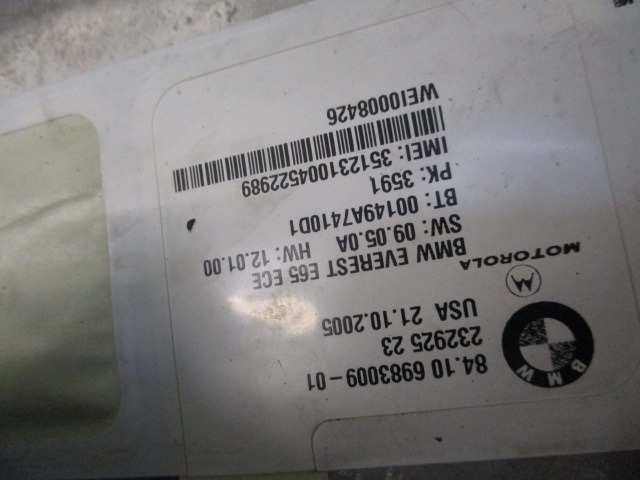 BMW
84.10 6983009-01
232925 23
USA 21.10.2005
MOTOROLA
BMW EVEREST E65 ECE
SW: 09.05.0A HW: 12.01.00
BT: 00149A7410D1
PK: 3591
IMEI: 351231004522989
WEI0008426